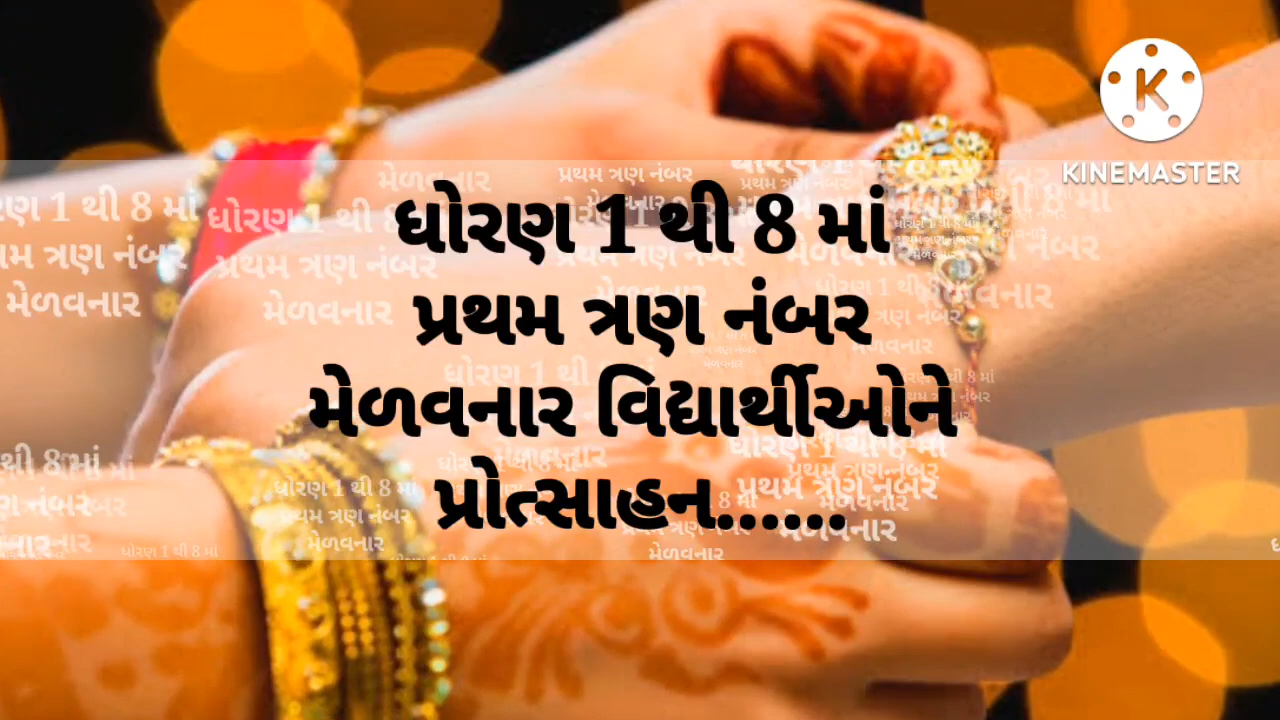 KINEMASTER
ધોરણ 1 થી 8 માં
પ્રથમ ત્રણ નંબર
મેળવનાર વિદ્યાર્થીઓને
પ્રોત્સાહન......